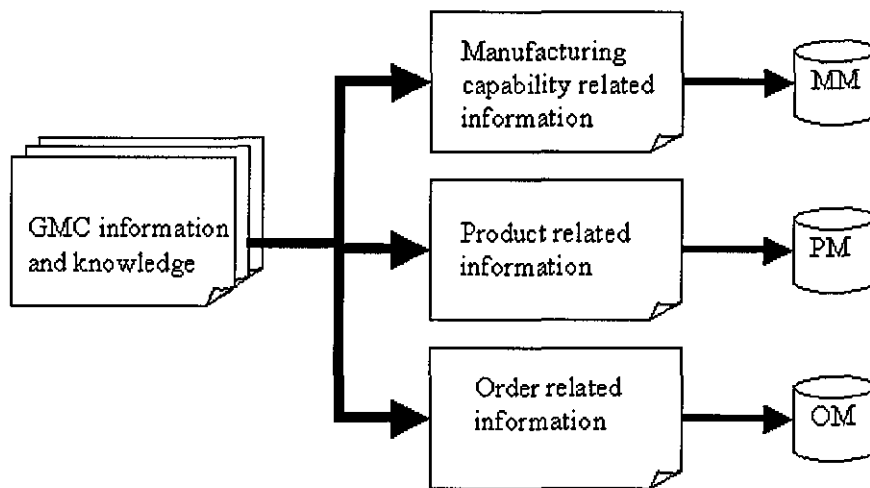 Manufacturing
capability related
information
MM
GMC information
and knowledge
Product related
information
PM
Order related
information
OM